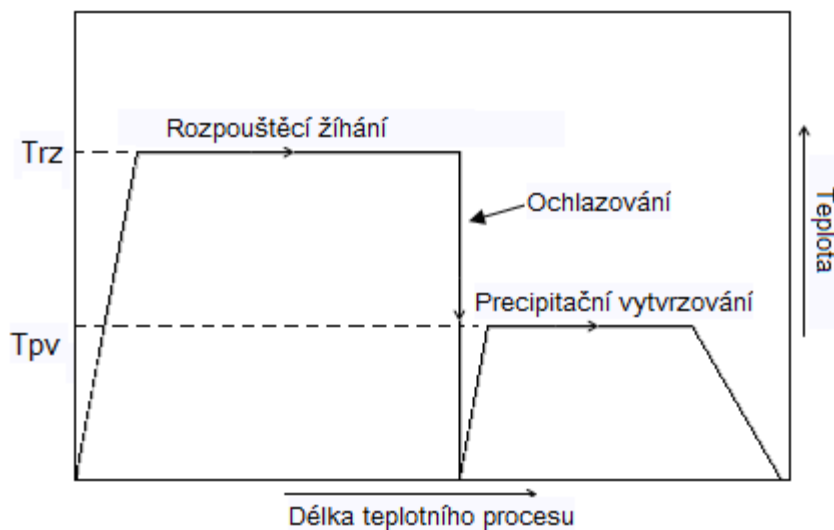 Rozpouštěcí žíhání
Trz
Ochlazování
Teplota
Precipitační vytvrzování
Tpv
Délka teplotního procesu